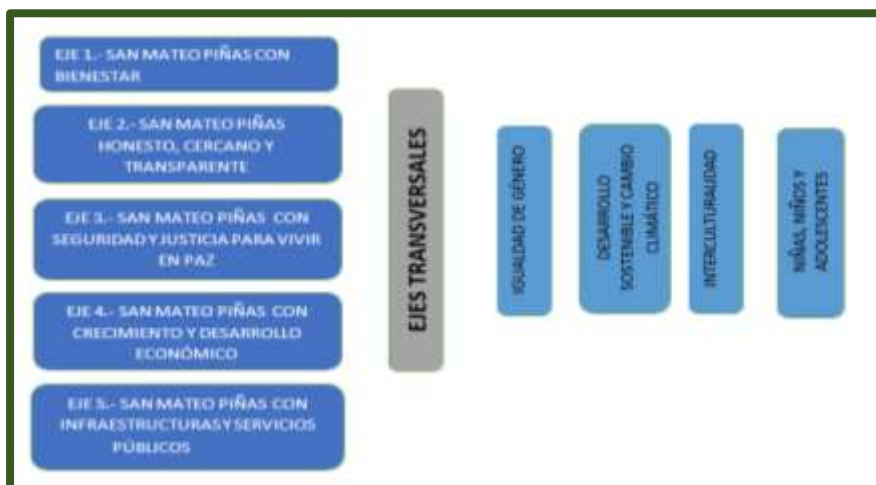 EJE 1.- SAN MATEO PIÑAS CON
BIENESTAR
EJE 2.- SAN MATEO PIÑAS
HONESTO, CERCANO Y
TRANSPARENTE
EJE 3.- SAN MATEO PIÑAS CON
SEGURIDAD Y JUSTICIA PARA VIVIR
EN PAZ
EJE 4.- SAN MATEO PIÑAS CON
CRECIMIENTO Y DESARROLLO
ECONÓMICO
EJE 5.- SAN MATEO PIÑAS CON
INFRAESTRUCTURAS Y SERVICIOS
PÚBLICOS
EJES TRANSVERSALES
IGUALDAD DE GÉNERO
DESARROLLO
SOSTENIBLE Y CAMBIO
CLIMÁTICO
INTERCULTURALIDAD
NIÑAS, NIÑOS Y
ADOLESCENTES